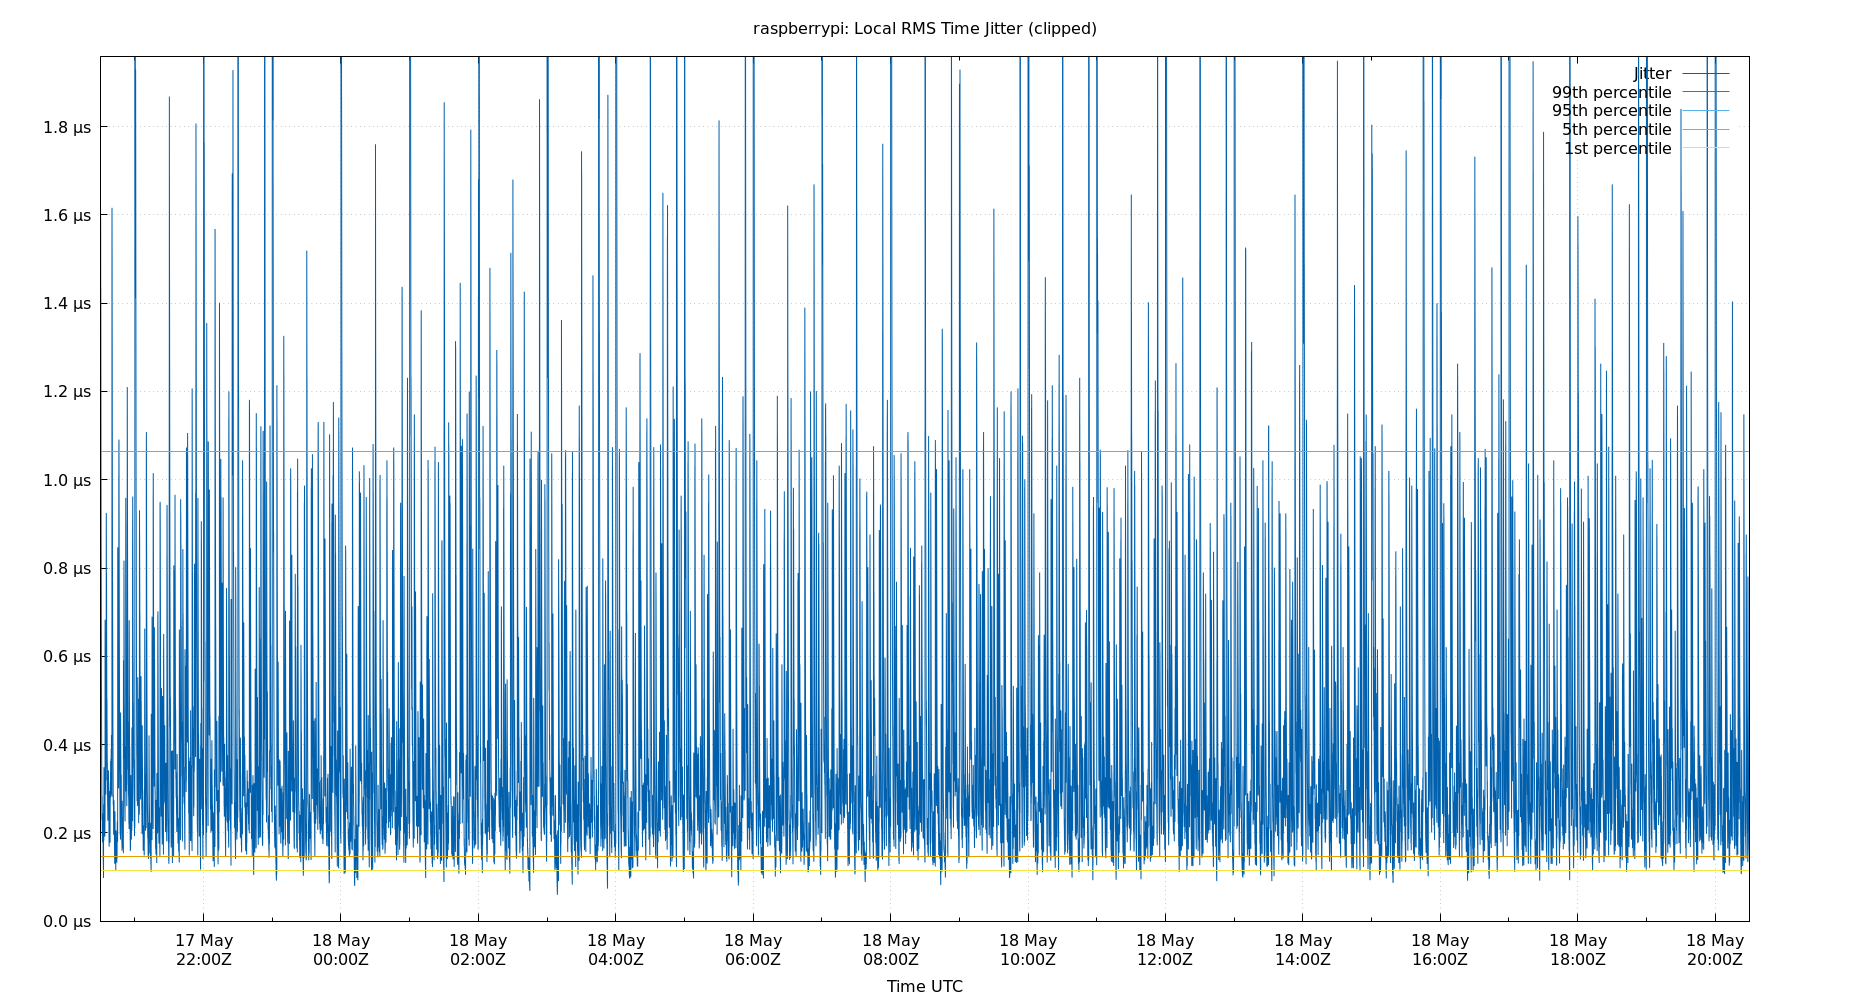 raspberrypi: Local RMS Time Jitter (clipped)
Jitter
99th percentile
95th percentile
5th percentile
1st percentile
1.8 μs
1.6 μs
1.4 μs
1.2 μs
1.0 μs
0.8 μs
0.6 μs
0.4 μs
0.2 μs
0.0 μs
17 May 18 May 18 May 18 May 18 May 18 May 18 May 18 May 18 May 18 May 18 May 18 May
22:00Z 00:00Z 02:00Z 04:00Z 06:00Z 08:00Z 10:00Z 12:00Z 14:00Z 16:00Z 18:00Z 20:00Z
Time UTC